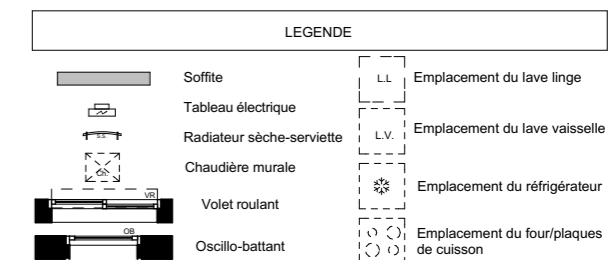 LEGENDE
Soffite
Tableau électrique
S.S.
Radiateur sèche-serviette
Ch.
Chaudière murale
VR
Volet roulant
OB
Oscillo-battant
L.L
Emplacement du lave linge
L.V.
Emplacement du lave vaisselle
Emplacement du réfrigérateur
Emplacement du four/plaques
de cuisson